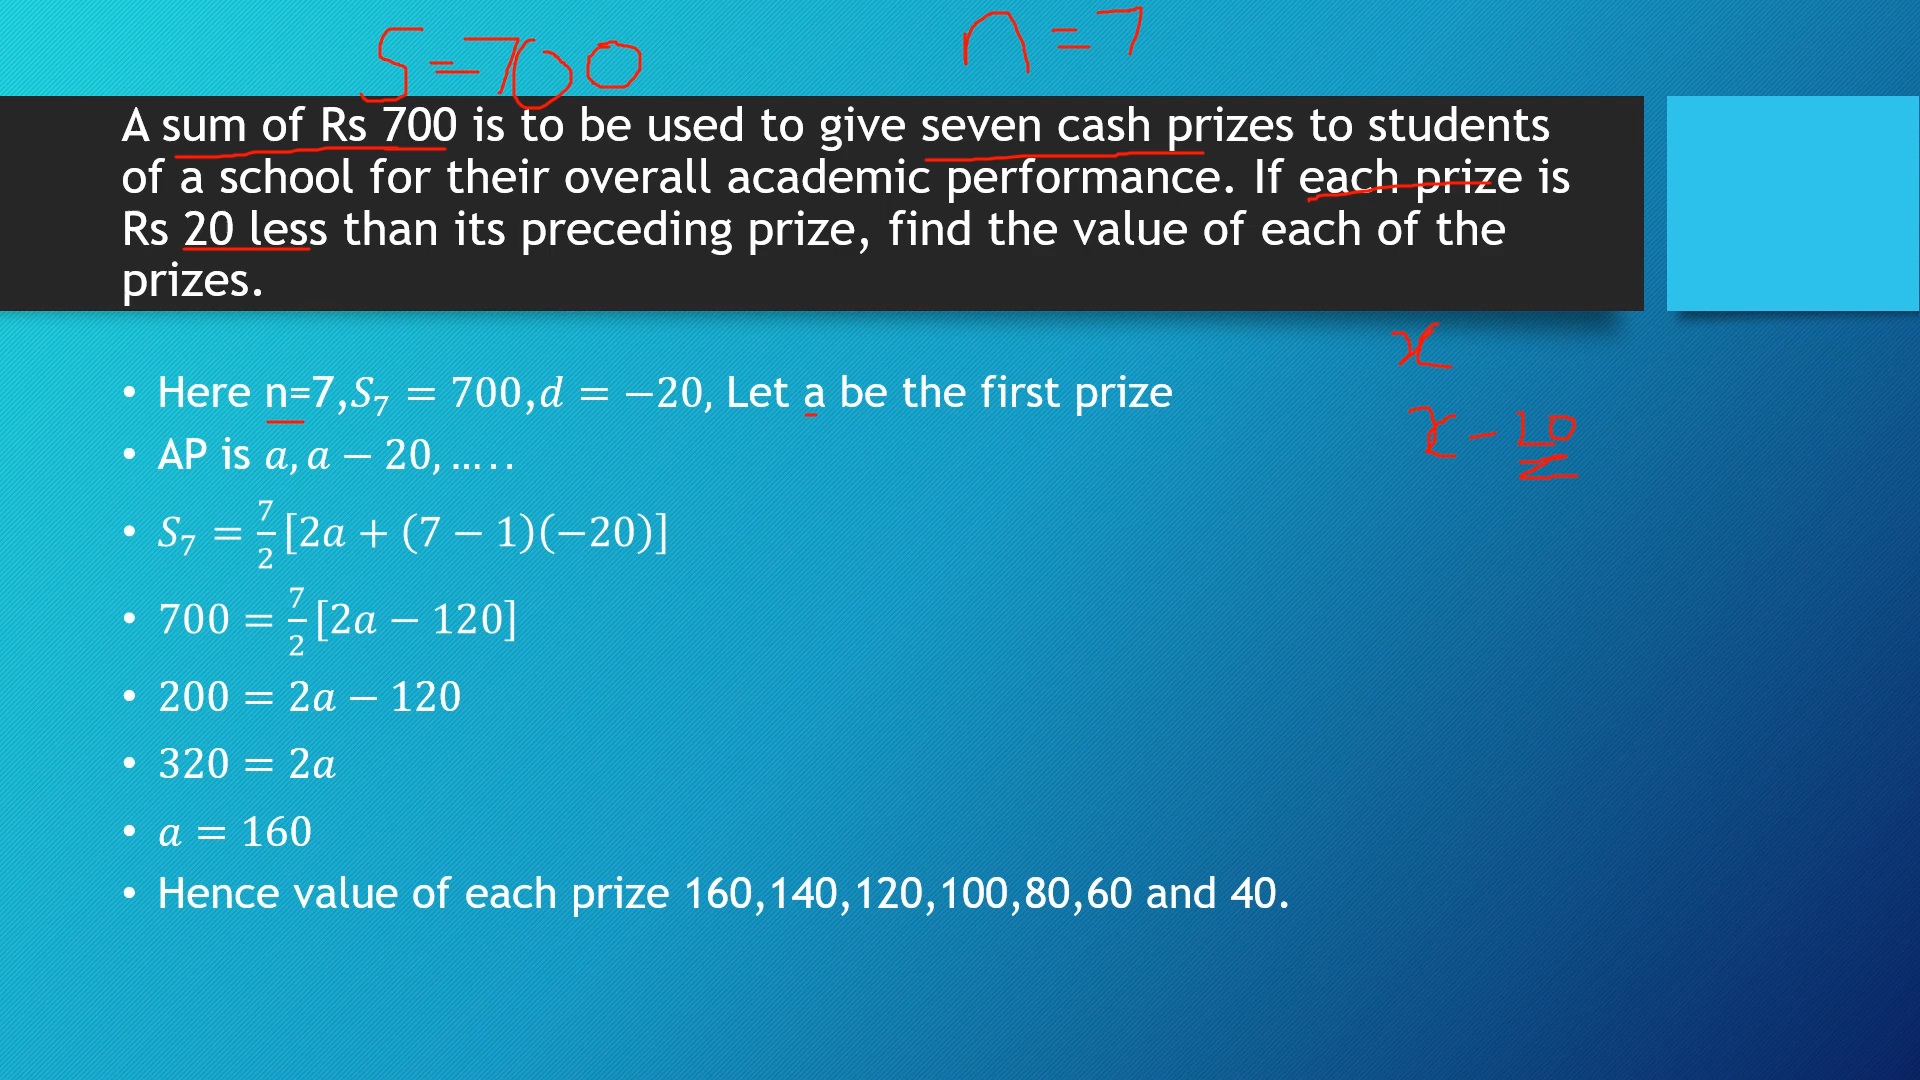 S=700
n=7
A sum of Rs 700 is to be used to give seven cash prizes to students
of a school for their overall academic performance. If each prize is
Rs 20 less than its preceding prize, find the value of each of the
prizes.
x
x-20
• Here n=7,𝑆₇ = 700, 𝑑 = −20, Let a be the first prize
• AP is 𝑎, 𝑎 − 20, …..
• 𝑆₇ = 7/2 [2𝑎 + (7 − 1)(−20)]
• 700 = 7/2 [2𝑎 − 120]
• 200 = 2𝑎 − 120
• 320 = 2𝑎
• 𝑎 = 160
• Hence value of each prize 160,140,120,100,80,60 and 40.